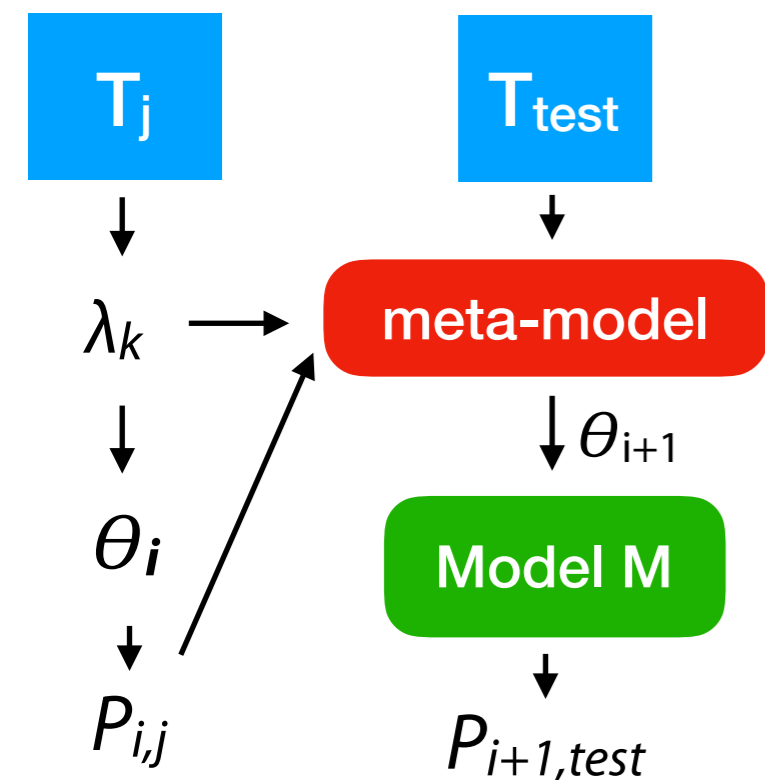 Tj
Ttest
λk
meta-model
θi+1
θi
Model M
Pi,j
Pi+1,test